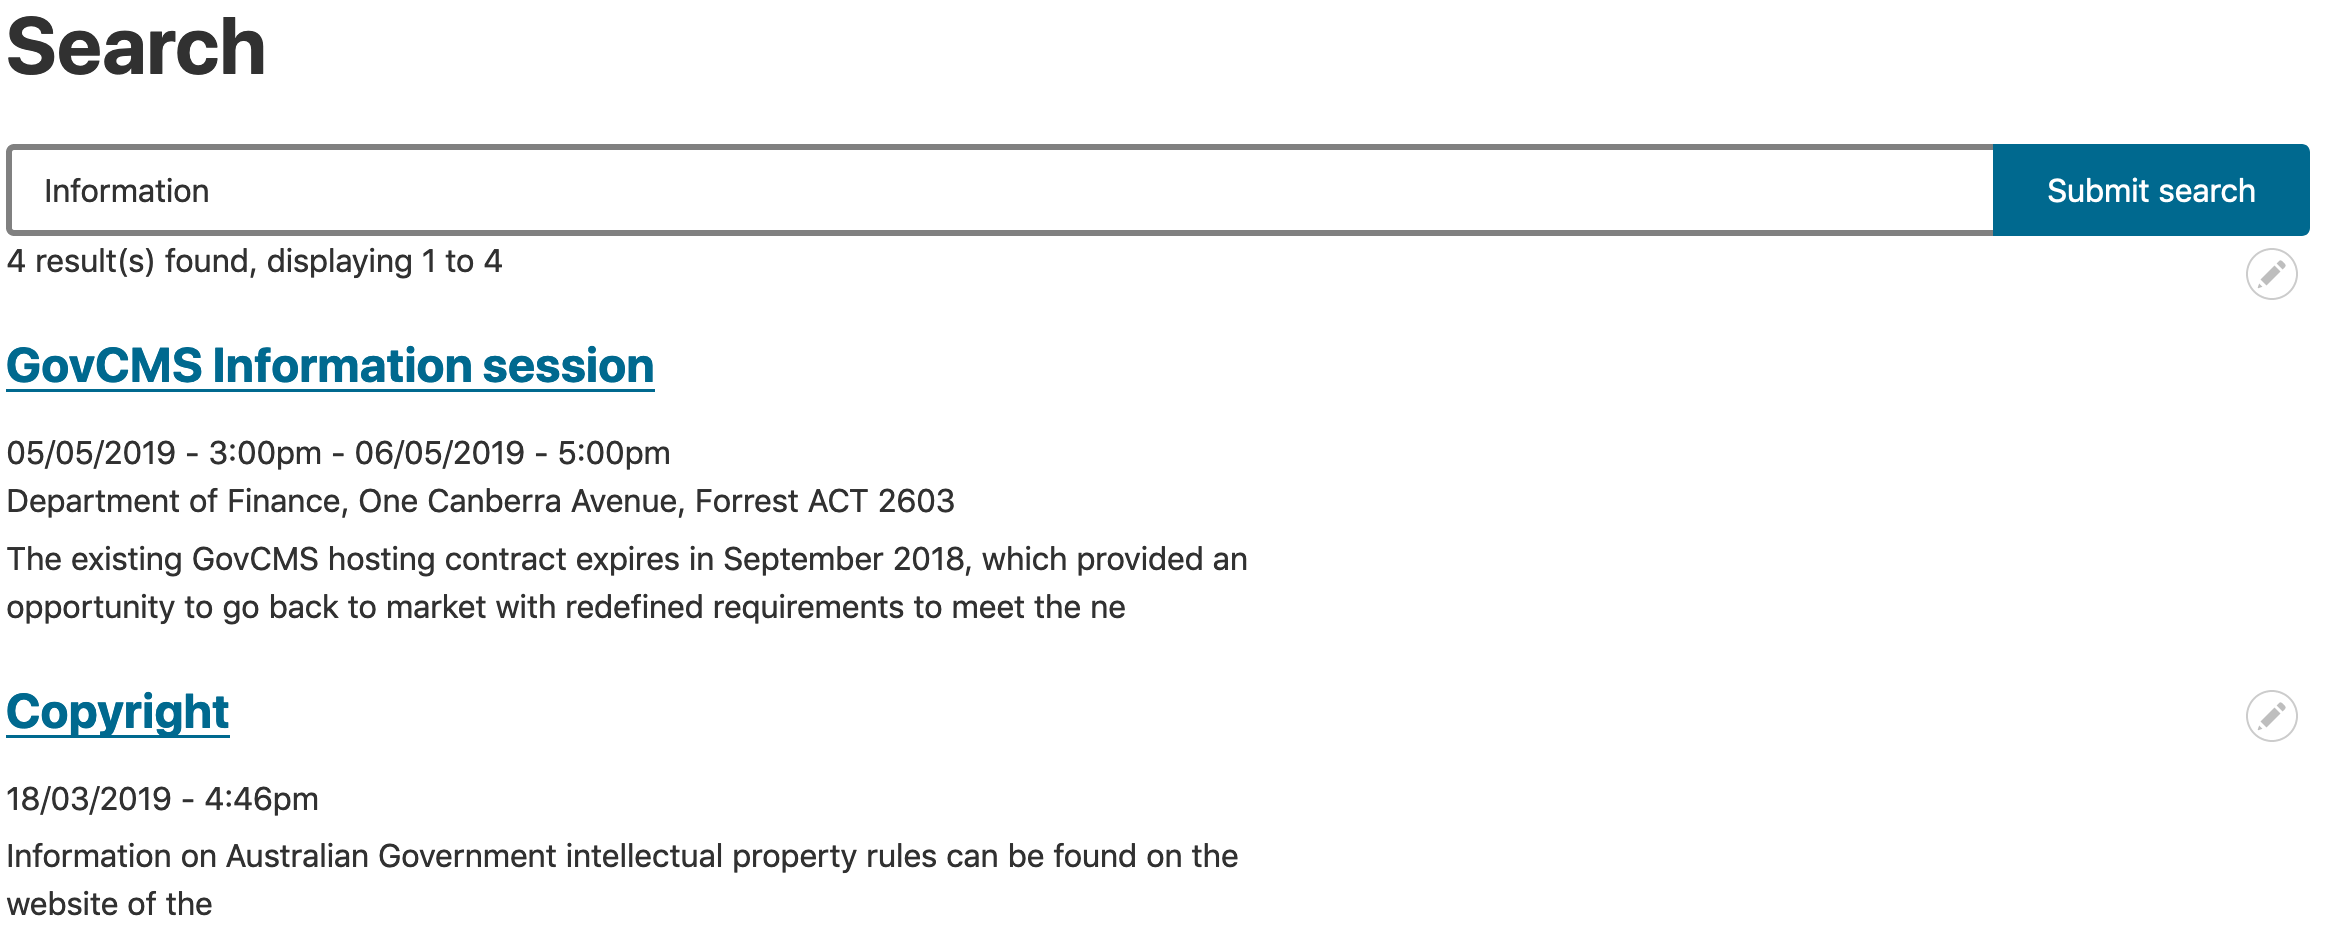 Search
Information
Submit search
4 result(s) found, displaying 1 to 4
GovCMS Information session
05/05/2019 - 3:00pm - 06/05/2019 - 5:00pm
Department of Finance, One Canberra Avenue, Forrest ACT 2603
The existing GovCMS hosting contract expires in September 2018, which provided an
opportunity to go back to market with redefined requirements to meet the ne
Copyright
18/03/2019 - 4:46pm
Information on Australian Government intellectual property rules can be found on the
website of the